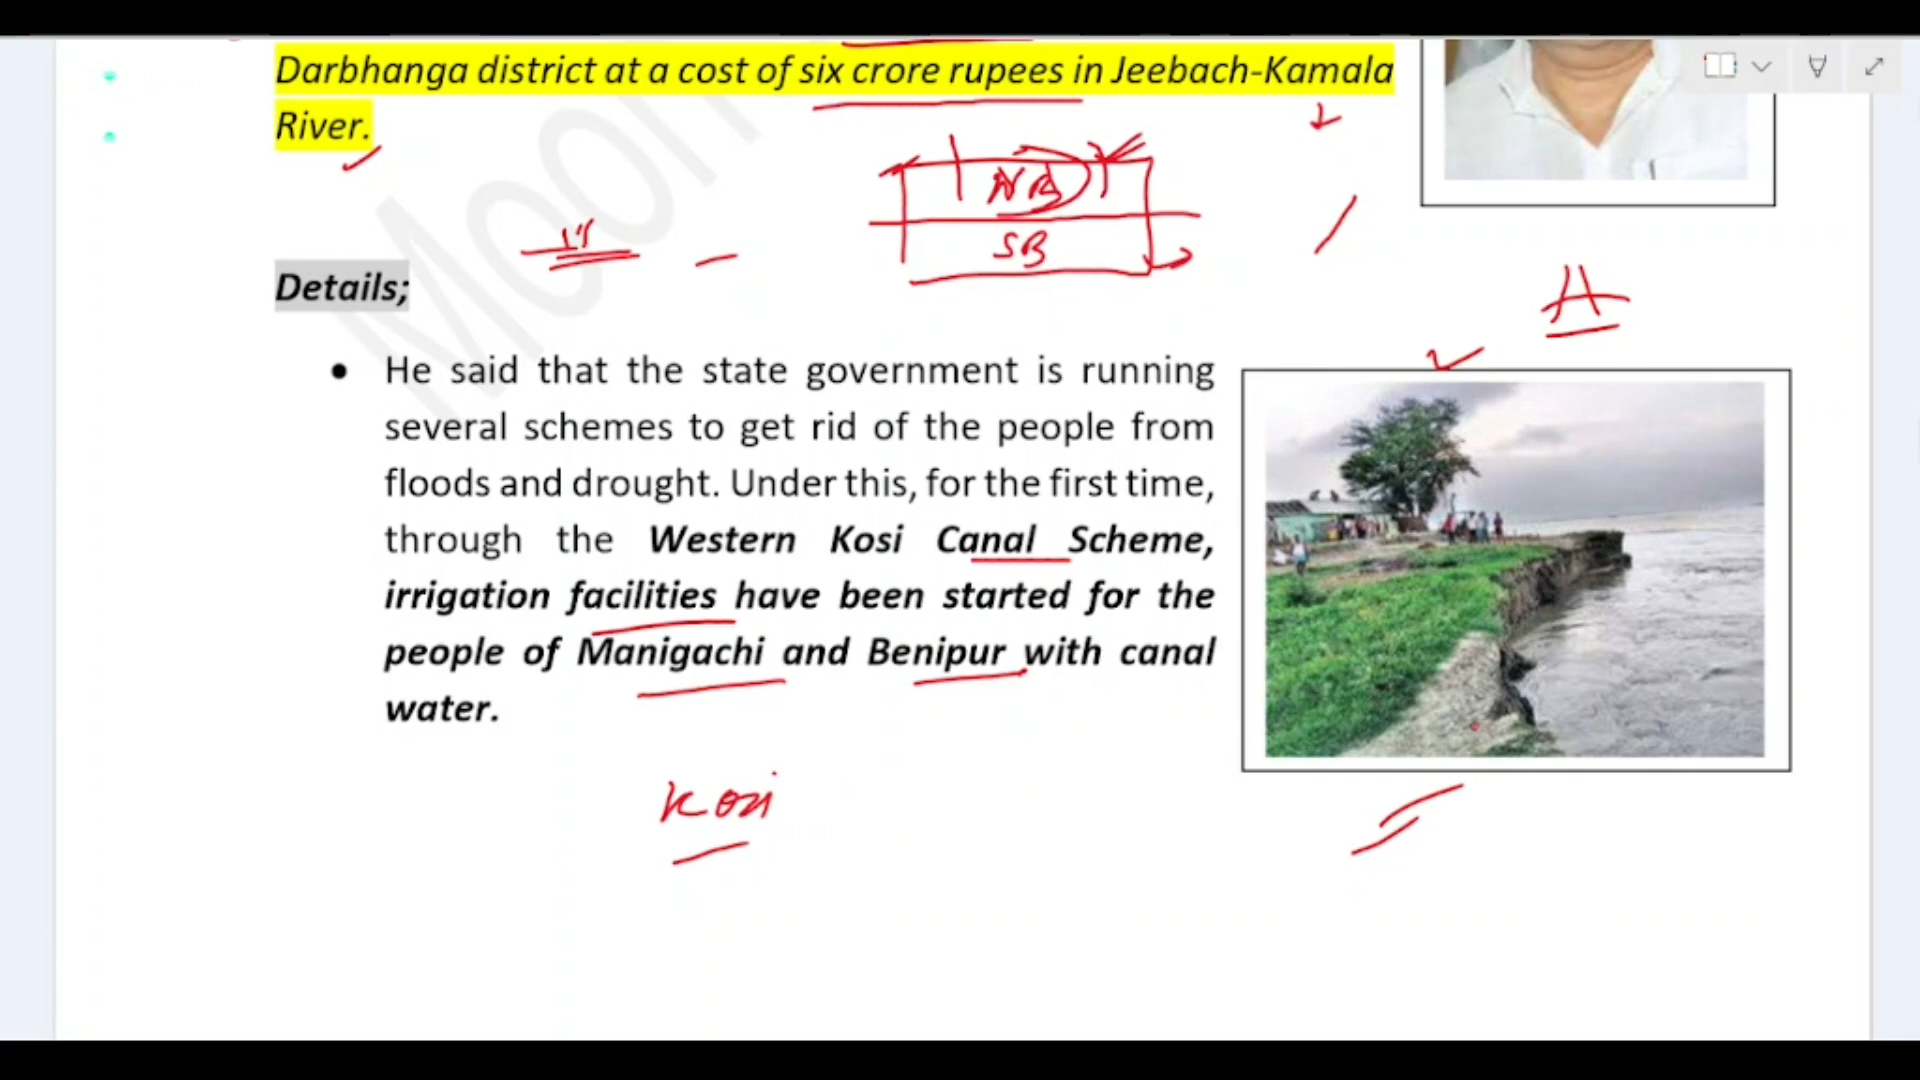 Darbhanga district at a cost of six crore rupees in Jeebach-Kamala
River.
Moon
NB
SB
Details;
A
He said that the state government is running
several schemes to get rid of the people from
floods and drought. Under this, for the first time,
through the Western Kosi Canal Scheme,
irrigation facilities have been started for the
people of Manigachi and Benipur with canal
water.
Kosi